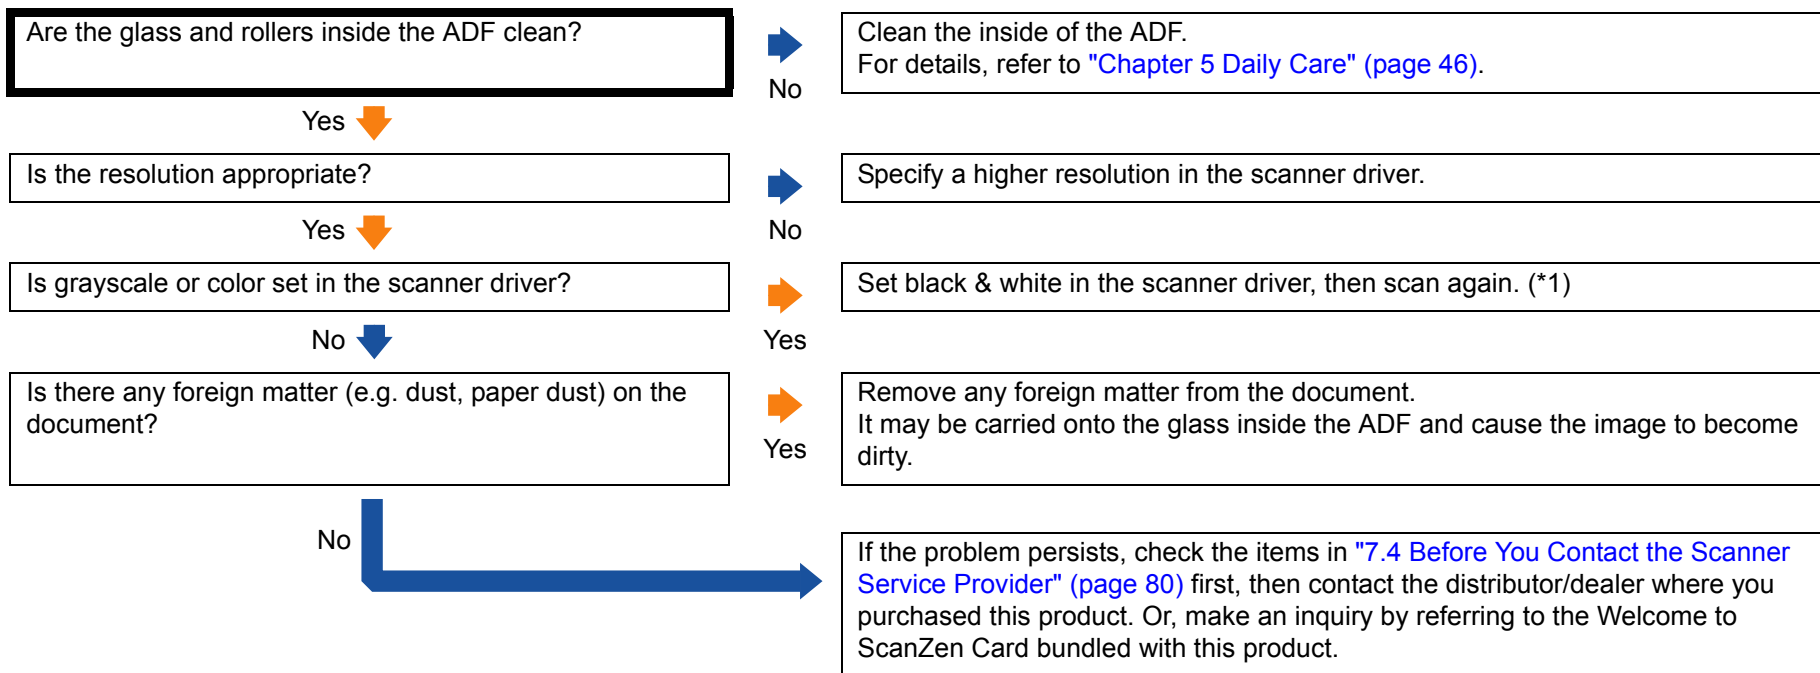 Are the glass and rollers inside the ADF clean?
No
Clean the inside of the ADF.
For details, refer to "Chapter 5 Daily Care" (page 46).
Yes
Is the resolution appropriate?
No
Specify a higher resolution in the scanner driver.
Yes
Is grayscale or color set in the scanner driver?
Yes
Set black & white in the scanner driver, then scan again. (*1)
No
Is there any foreign matter (e.g. dust, paper dust) on the
document?
Yes
Remove any foreign matter from the document.
It may be carried onto the glass inside the ADF and cause the image to become
dirty.
No
If the problem persists, check the items in "7.4 Before You Contact the Scanner
Service Provider" (page 80) first, then contact the distributor/dealer where you
purchased this product. Or, make an inquiry by referring to the Welcome to
ScanZen Card bundled with this product.